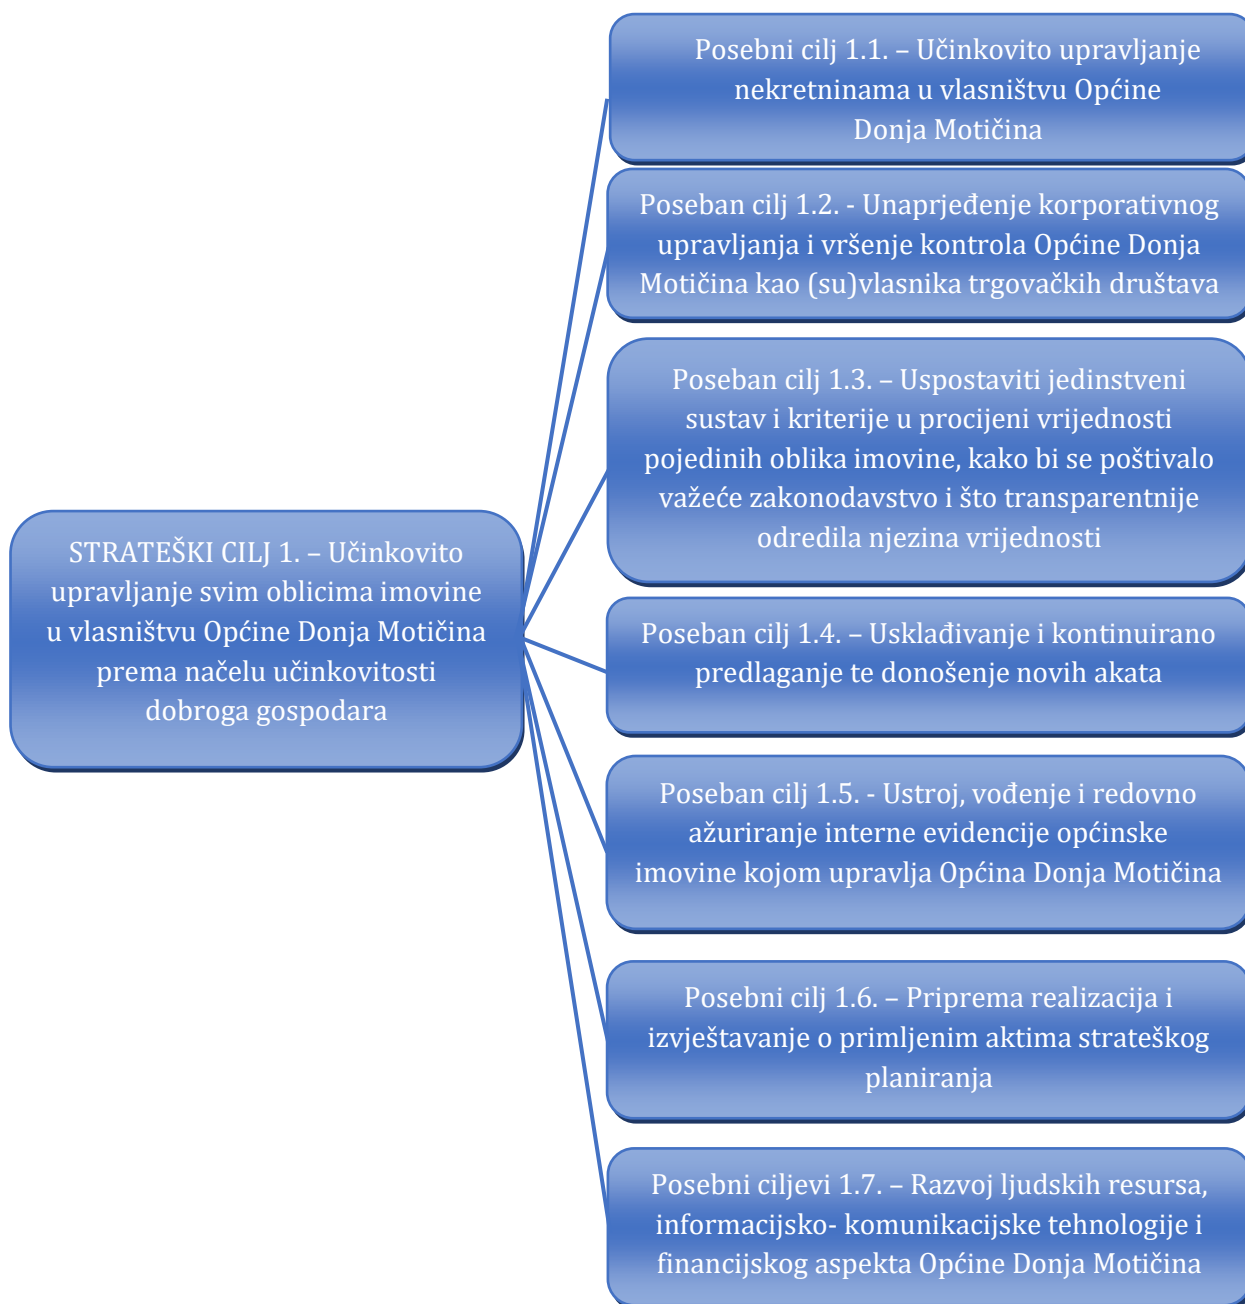 Posebni cilj 1.1. – Učinkovito upravljanje
nekretninama u vlasništvu Općine
Donja Motičina
Poseban cilj 1.2. - Unaprjeđenje korporativnog
upravljanja i vršenje kontrola Općine Donja
Motičina kao (su)vlasnika trgovačkih društava
Poseban cilj 1.3. – Uspostaviti jedinstveni
sustav i kriterije u procijeni vrijednosti
pojedinih oblika imovine, kako bi se poštivalo
važeće zakonodavstvo i što transparentnije
odredila njezina vrijednosti
STRATEŠKI CILJ 1. – Učinkovito
upravljanje svim oblicima imovine
u vlasništvu Općine Donja Motičina
prema načelu učinkovitosti
dobroga gospodara
Poseban cilj 1.4. – Usklađivanje i kontinuirano
predlaganje te donošenje novih akata
Poseban cilj 1.5. - Ustroj, vođenje i redovno
ažuriranje interne evidencije općinske
imovine kojom upravlja Općina Donja Motičina
Posebni cilj 1.6. – Priprema realizacija i
izvještavanje o primljenim aktima strateškog
planiranja
Posebni ciljevi 1.7. – Razvoj ljudskih resursa,
informacijsko- komunikacijske tehnologije i
financijskog aspekta Općine Donja Motičina